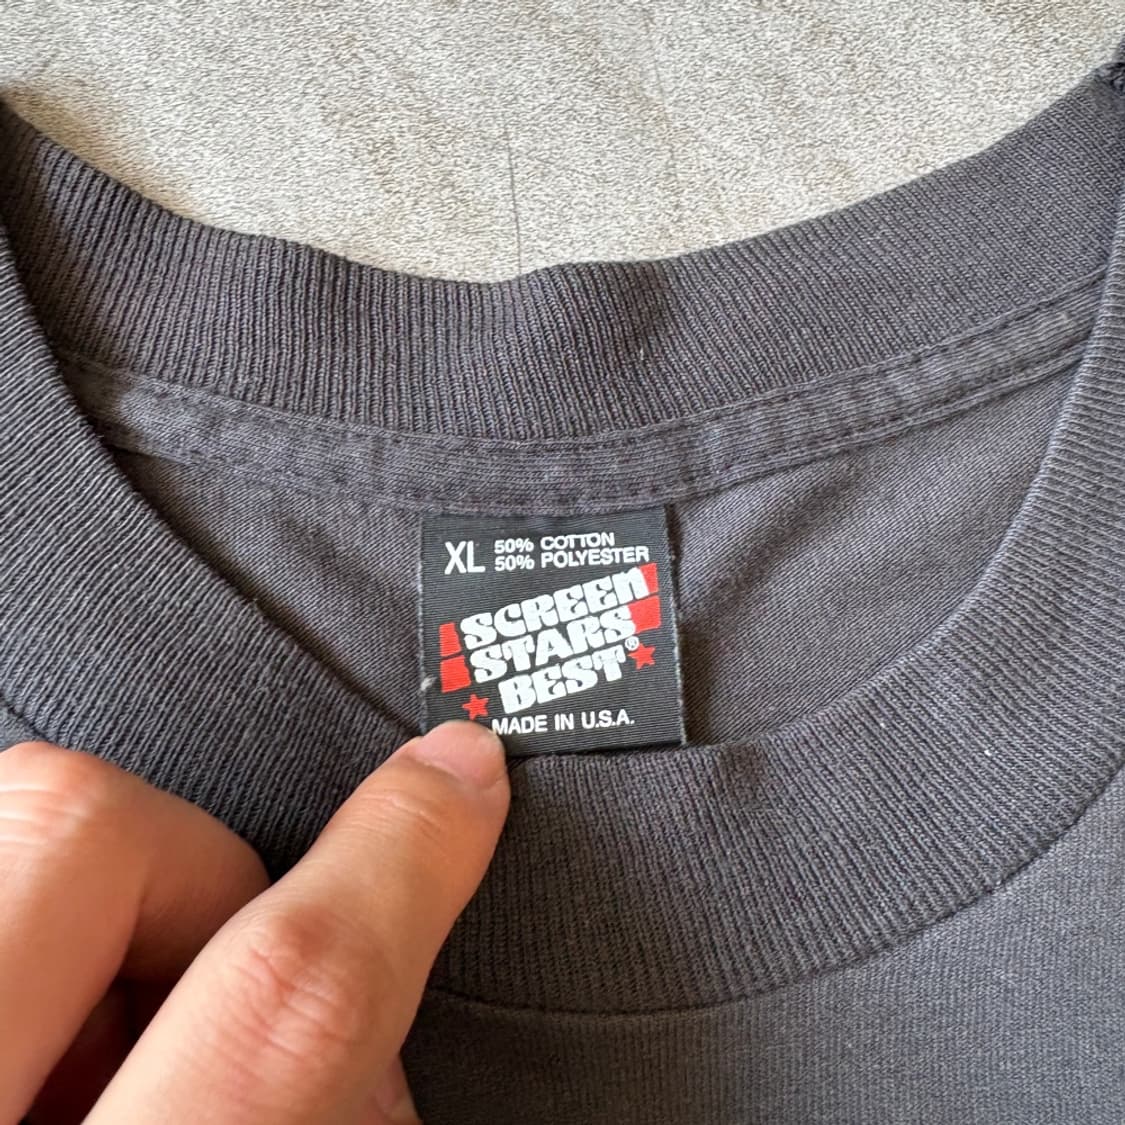 XL 50% COTTON
50% POLYESTER
SCREEN
STARS
BEST®
MADE IN U.S.A.